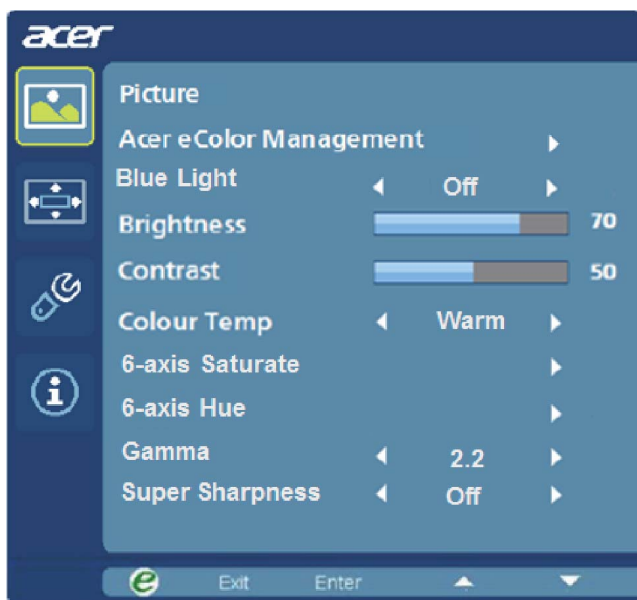 acer
Picture
Acer eColor Management
Blue Light Off
Brightness 70
Contrast 50
Colour Temp Warm
6-axis Saturate
6-axis Hue
Gamma 2.2
Super Sharpness Off
e Exit Enter